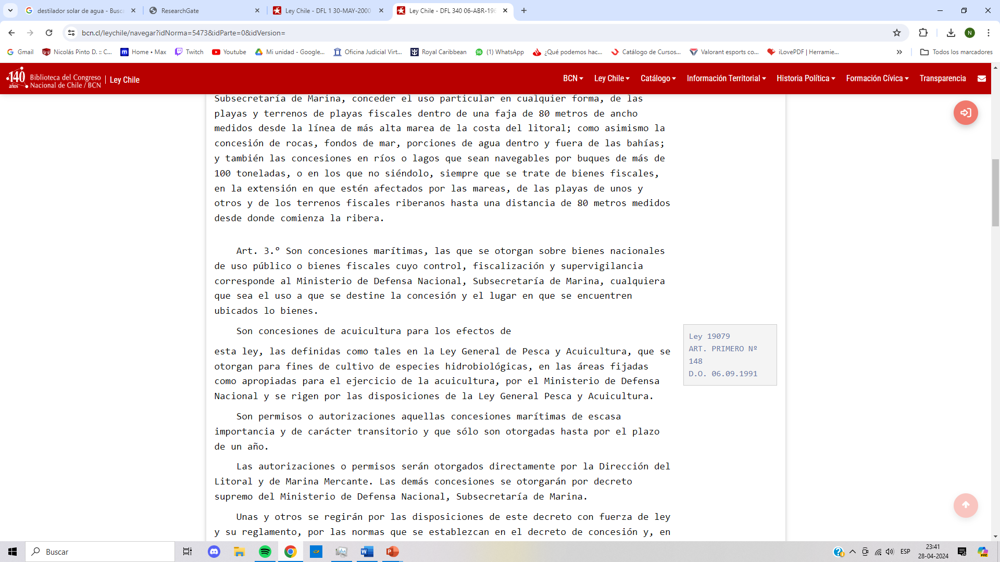 destilador solar de agua - Busc
ResearchGate
Ley Chile - DFL 1 30-MAY-2000
Ley Chile - DFL 340 06-ABR-196
bcn.cl/leychile/navegar?idNorma=5473&idParte=0&idVersion=
N
Gmail
Nicolás Pinto D. :: C...
Home • Max
Twitch
Youtube
Mi unidad - Google...
Oficina Judicial Virt...
Royal Caribbean
96
(1) WhatsApp
¿Qué podemos hac...
Catálogo de Cursos...
Valorant esports co...
iLovePDF | Herramie...
Todos los marcadores
140 años
Biblioteca del Congreso
Nacional de Chile / BCN
Ley Chile
BCN
Ley Chile
Catálogo
Información Territorial
Historia Política
Formación Cívica
Transparencia
Subsecretaría de Marina, conceder el uso particular en cualquier forma, de las
playas y terrenos de playas fiscales dentro de una faja de 80 metros de ancho
medidos desde la línea de más alta marea de la costa del litoral; como asimismo la
concesión de rocas, fondos de mar, porciones de agua dentro y fuera de las bahías;
y también las concesiones en ríos o lagos que sean navegables por buques de más de
100 toneladas, o en los que no siéndolo, siempre que se trate de bienes fiscales,
en la extensión en que estén afectados por las mareas, de las playas de unos y
otros y de los terrenos fiscales riberanos hasta una distancia de 80 metros medidos
desde donde comienza la ribera.
Art. 3.º Son concesiones marítimas, las que se otorgan sobre bienes nacionales
de uso público o bienes fiscales cuyo control, fiscalización y supervigilancia
corresponde al Ministerio de Defensa Nacional, Subsecretaría de Marina, cualquiera
que sea el uso a que se destine la concesión y el lugar en que se encuentren
ubicados lo bienes.
Son concesiones de acuicultura para los efectos de
esta ley, las definidas como tales en la Ley General de Pesca y Acuicultura, que se
otorgan para fines de cultivo de especies hidrobiológicas, en las áreas fijadas
como apropiadas para el ejercicio de la acuicultura, por el Ministerio de Defensa
Nacional y se rigen por las disposiciones de la Ley General Pesca y Acuicultura.
Ley 19079
ART. PRIMERO Nº
148
D.O. 06.09.1991
Son permisos o autorizaciones aquellas concesiones marítimas de escasa
importancia y de carácter transitorio y que sólo son otorgadas hasta por el plazo
de un año.
Las autorizaciones o permisos serán otorgados directamente por la Dirección del
Litoral y de Marina Mercante. Las demás concesiones se otorgarán por decreto
supremo del Ministerio de Defensa Nacional, Subsecretaría de Marina.
Unas y otros se regirán por las disposiciones de este decreto con fuerza de ley
y su reglamento, por las normas que se establezcan en el decreto de concesión y, en
Buscar
ESP
23:41
28-04-2024